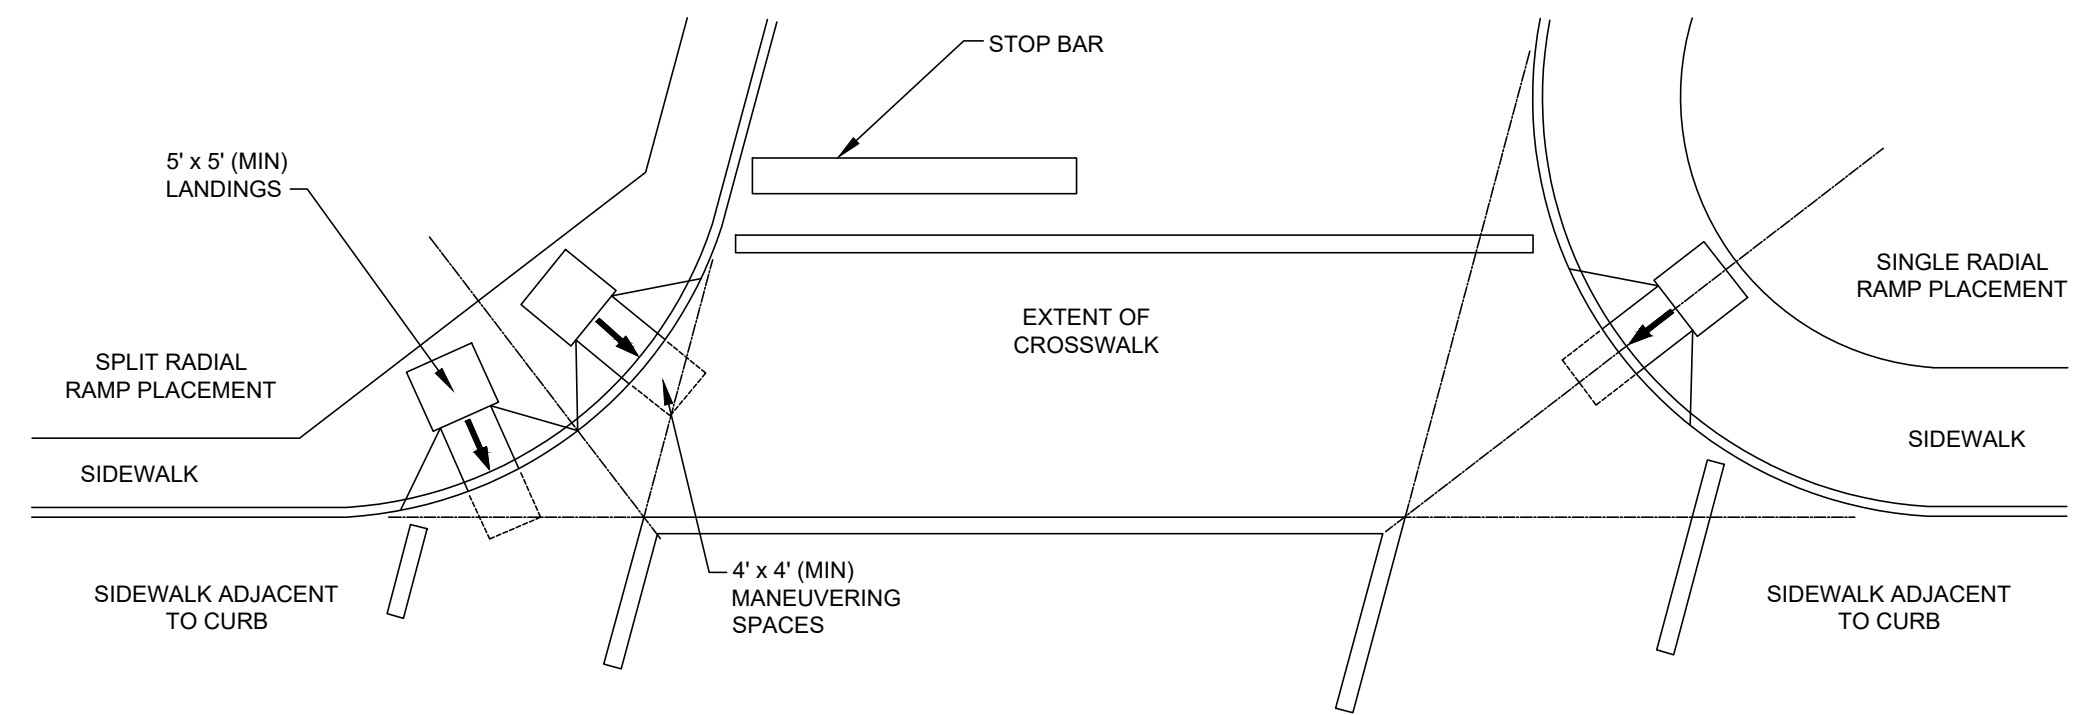 STOP BAR
5' x 5' (MIN)
LANDINGS
SINGLE RADIAL
RAMP PLACEMENT
EXTENT OF
CROSSWALK
SPLIT RADIAL
RAMP PLACEMENT
SIDEWALK
SIDEWALK
4' x 4' (MIN)
MANEUVERING
SPACES
SIDEWALK ADJACENT
TO CURB
SIDEWALK ADJACENT
TO CURB